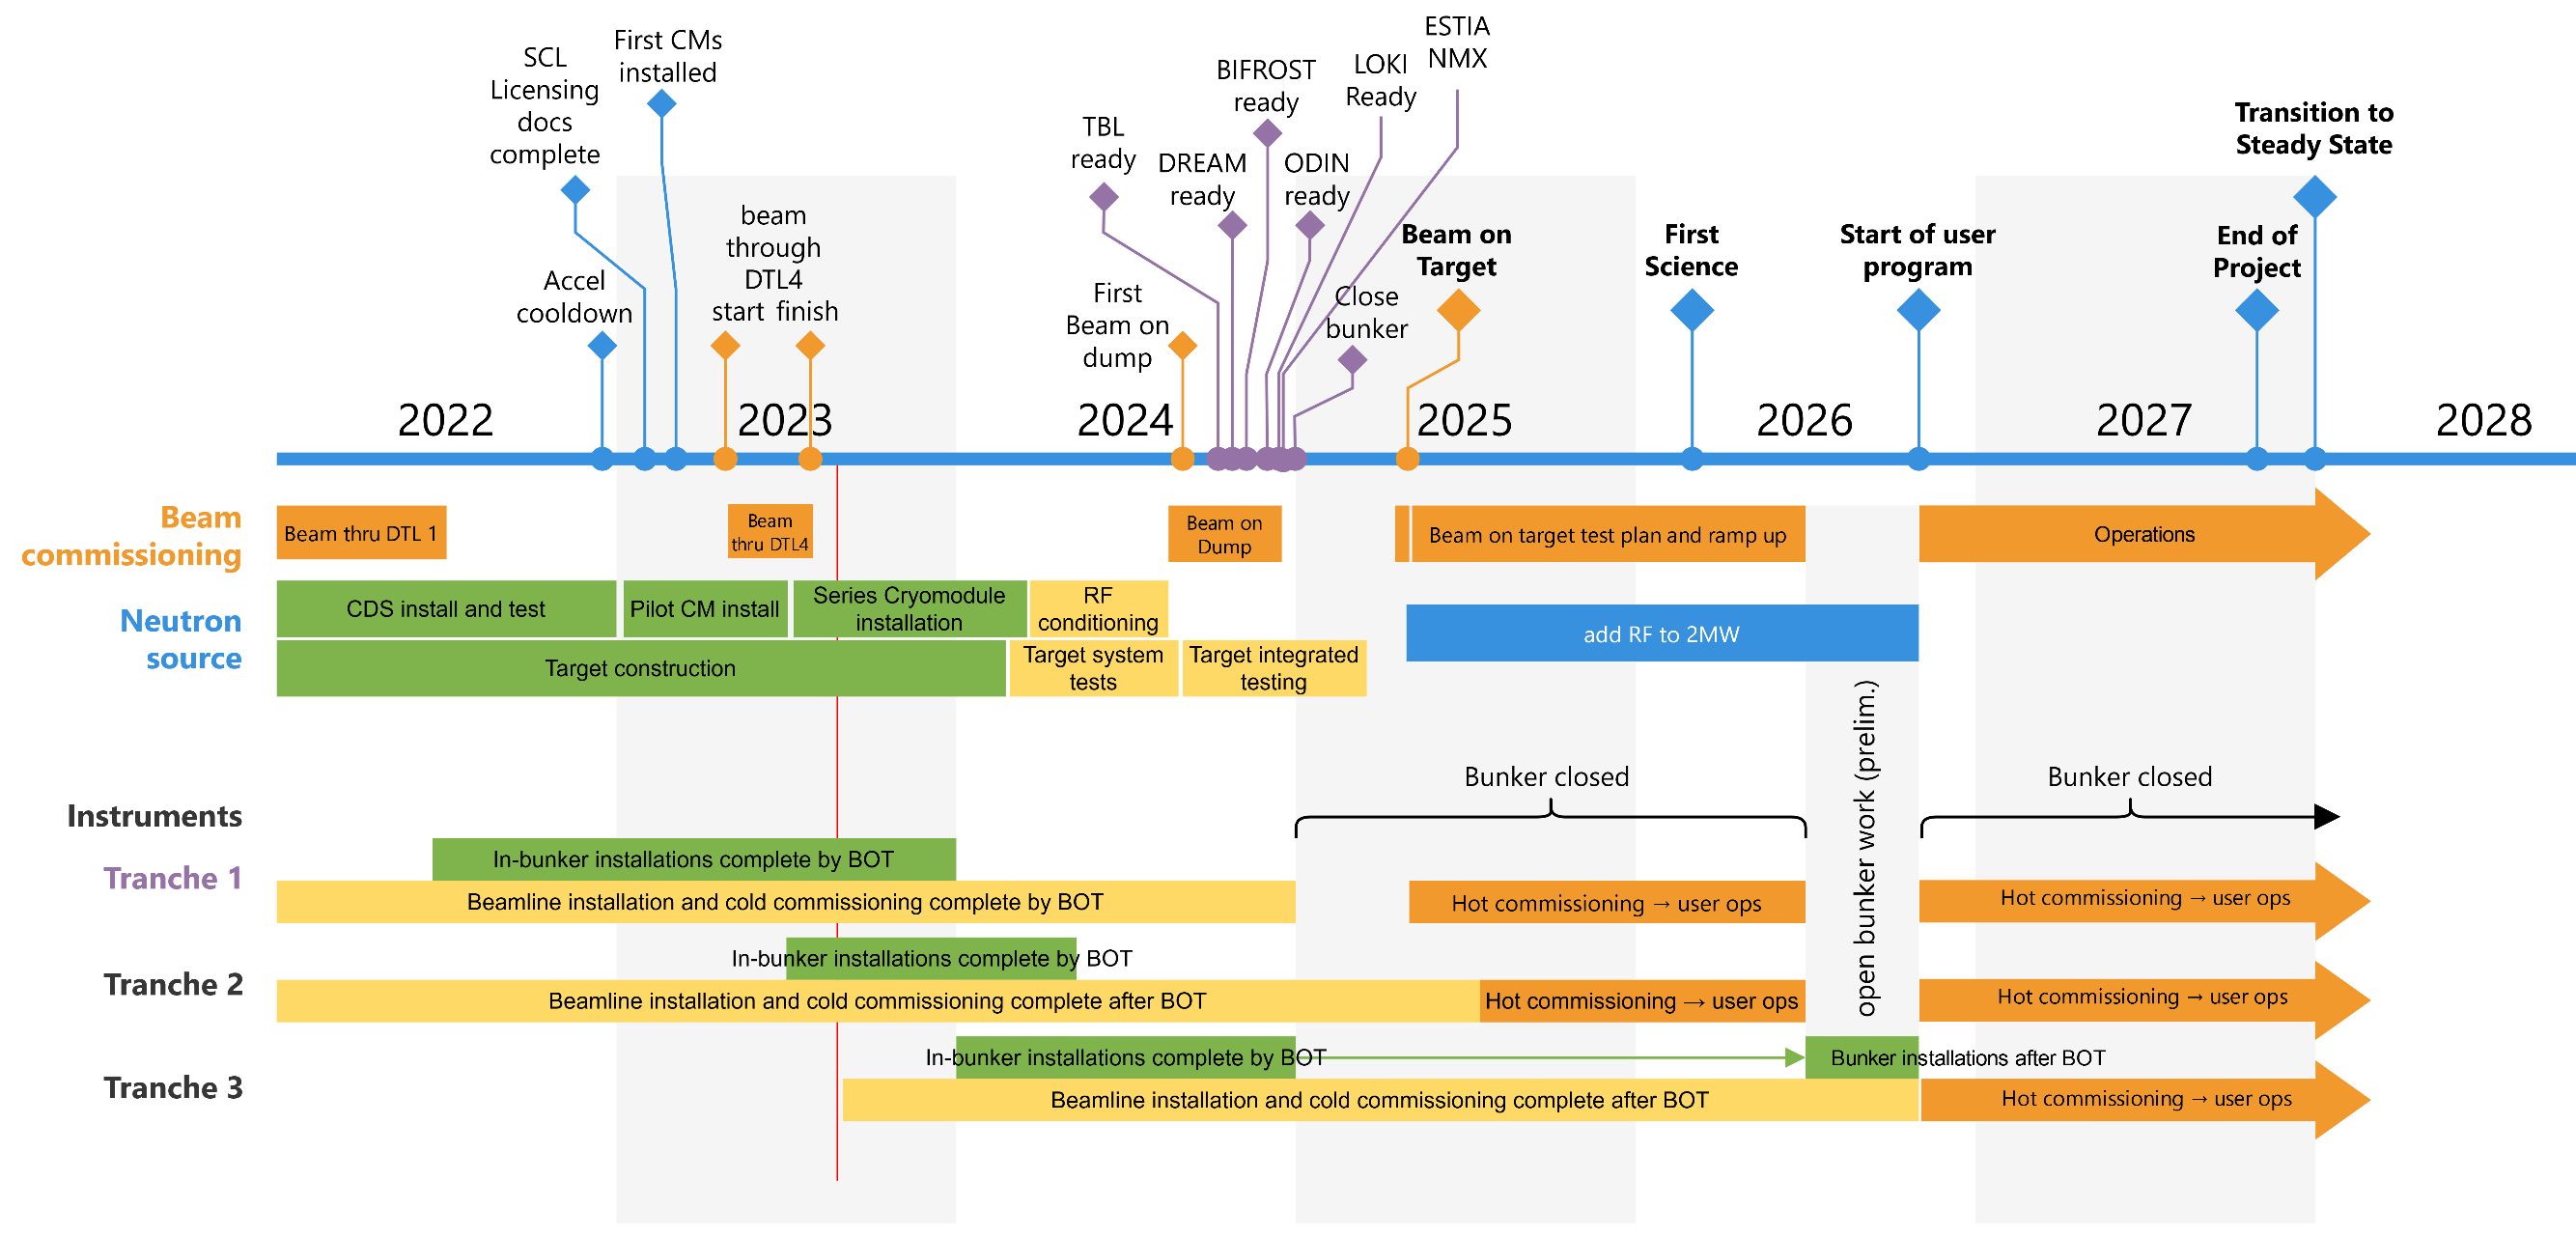 SCL
Licensing
docs
complete
First CMs
installed
Accel
cooldown
beam
through
DTL4
start finish
TBL
ready
DREAM
ready
BIFROST
ready
ODIN
ready
LOKI
Ready
ESTIA
NMX
First
Beam on
dump
Close
bunker
Beam on
Target
First
Science
Start of user
program
End of
Project
Transition to
Steady State
2022
2023
2024
2025
2026
2027
2028
Beam
commissioning
Beam thru DTL 1
Beam
thru DTL4
Beam on
Dump
Beam on target test plan and ramp up
Operations
Neutron
source
CDS install and test
Pilot CM install
Series Cryomodule
installation
RF
conditioning
add RF to 2MW
Target construction
Target system
tests
Target integrated
testing
open bunker work (prelim.)
Bunker closed
Bunker closed
Instruments
Tranche 1
In-bunker installations complete by BOT
Beamline installation and cold commissioning complete by BOT
Hot commissioning → user ops
Hot commissioning → user ops
Tranche 2
In-bunker installations complete by BOT
Beamline installation and cold commissioning complete after BOT
Hot commissioning → user ops
Hot commissioning → user ops
Tranche 3
In-bunker installations complete by BOT
Bunker installations after BOT
Beamline installation and cold commissioning complete after BOT
Hot commissioning → user ops